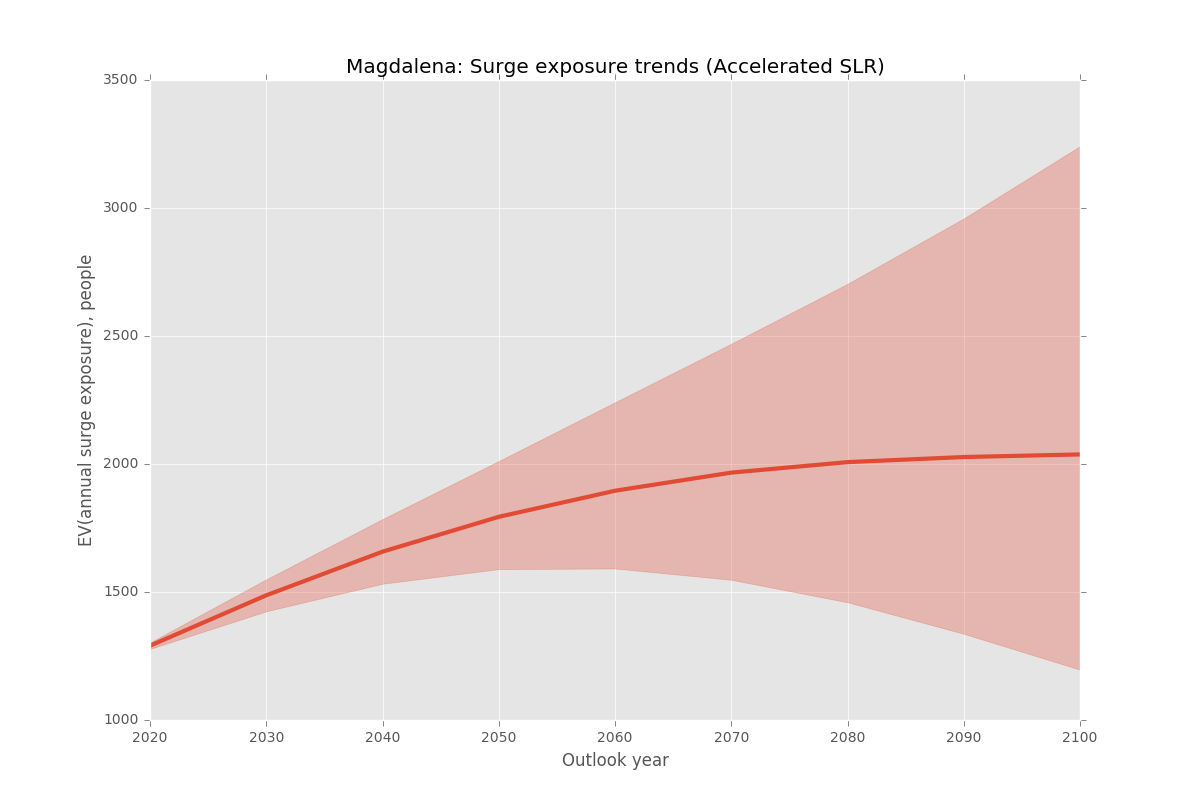 Magdalena: Surge exposure trends (Accelerated SLR)
3500
3000
2500
2000
1500
1000
EV(annual surge exposure), people
2020 2030 2040 2050 2060 2070 2080 2090 2100
Outlook year